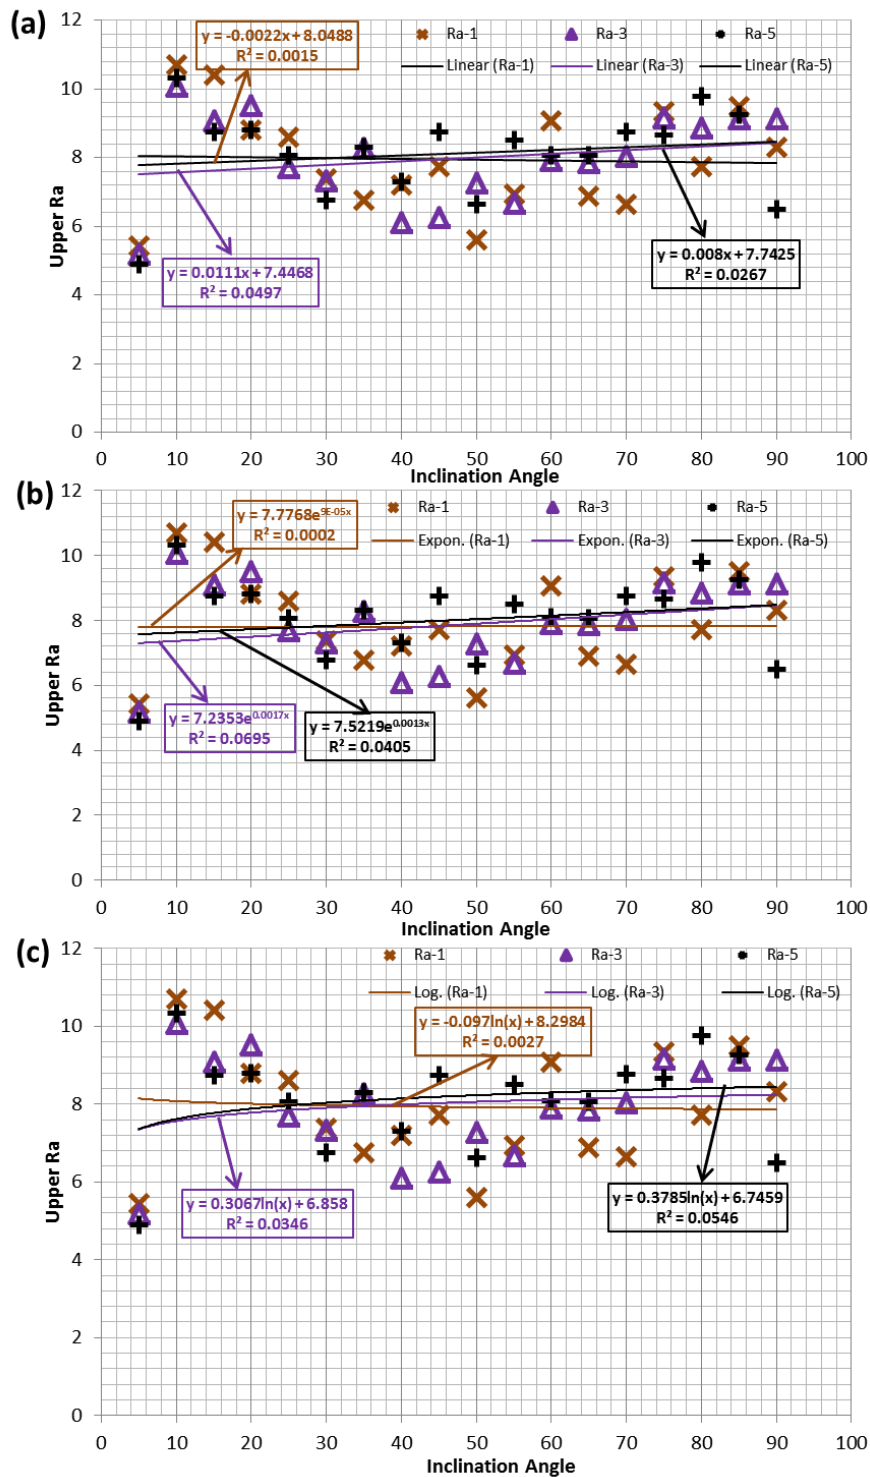 (a)
12
10
8
6
4
2
0
Upper Ra
Ra-1 Ra-3 Ra-5
Linear (Ra-1) Linear (Ra-3) Linear (Ra-5)
y = -0.0022x + 8.0488
R² = 0.0015
y = 0.0111x + 7.4468
R² = 0.0497
y = 0.008x + 7.7425
R² = 0.0267
0 10 20 30 40 50 60 70 80 90 100
Inclination Angle
(b)
12
10
8
6
4
2
0
Upper Ra
Ra-1 Ra-3 Ra-5
Expon. (Ra-1) Expon. (Ra-3) Expon. (Ra-5)
y = 7.7768e^9E-05x
R² = 0.0002
y = 7.2353e^0.0017x
R² = 0.0695
y = 7.5219e^0.0013x
R² = 0.0405
0 10 20 30 40 50 60 70 80 90 100
Inclination Angle
(c)
12
10
8
6
4
2
0
Upper Ra
Ra-1 Ra-3 Ra-5
Log. (Ra-1) Log. (Ra-3) Log. (Ra-5)
y = -0.097ln(x) + 8.2984
R² = 0.0027
y = 0.3067ln(x) + 6.858
R² = 0.0346
y = 0.3785ln(x) + 6.7459
R² = 0.0546
0 10 20 30 40 50 60 70 80 90 100
Inclination Angle